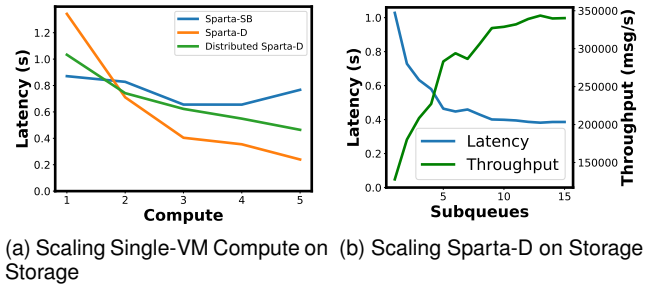 Sparta-SB
Sparta-D
Distributed Sparta-D
Latency (s)
1.2
1.0
0.8
0.6
0.4
0.2
0.0
1
2
3
4
5
Compute
Latency (s)
1.0
0.8
0.6
0.4
0.2
0.0
Latency
Throughput
350000
300000
250000
200000
150000
Throughput (msg/s)
5
10
15
Subqueues
(a) Scaling Single-VM Compute on
Storage
(b) Scaling Sparta-D on Storage